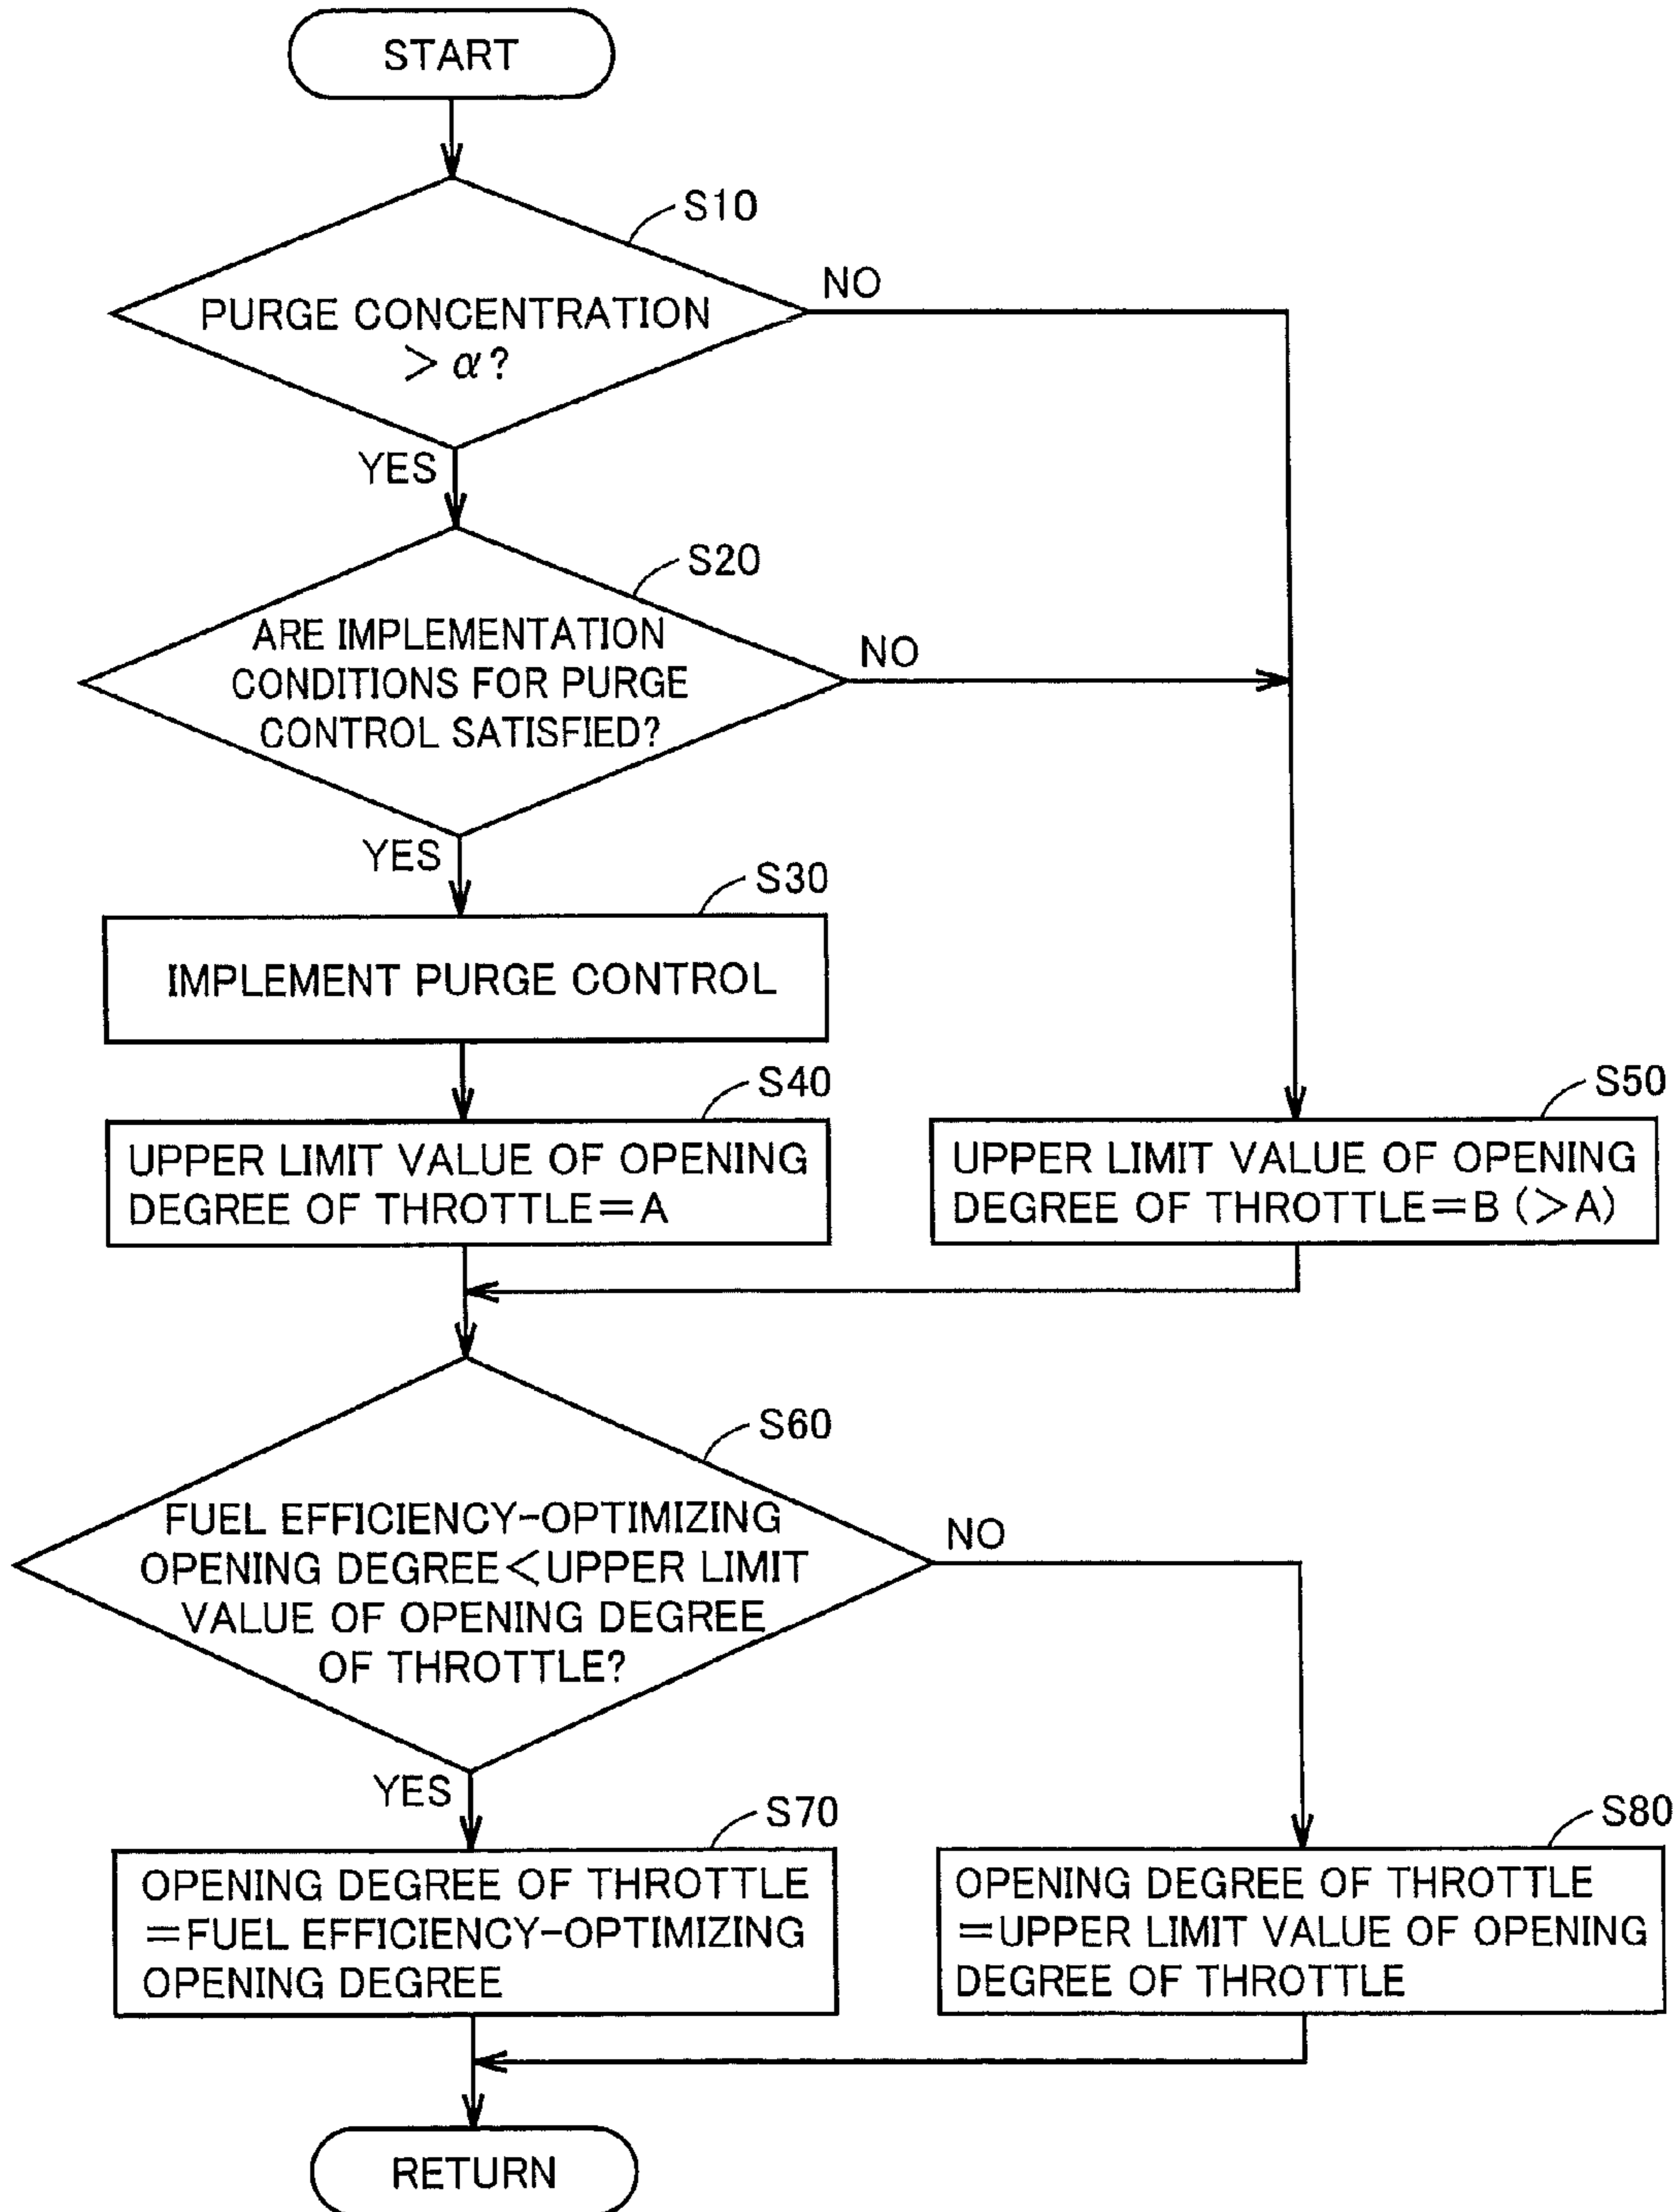 START
S10
PURGE CONCENTRATION
> α?
NO
YES
S20
ARE IMPLEMENTATION
CONDITIONS FOR PURGE
CONTROL SATISFIED?
NO
YES
S30
IMPLEMENT PURGE CONTROL
S40
UPPER LIMIT VALUE OF OPENING
DEGREE OF THROTTLE=A
S50
UPPER LIMIT VALUE OF OPENING
DEGREE OF THROTTLE=B (>A)
S60
FUEL EFFICIENCY-OPTIMIZING
OPENING DEGREE<UPPER LIMIT
VALUE OF OPENING DEGREE
OF THROTTLE?
NO
YES
S70
OPENING DEGREE OF THROTTLE
=FUEL EFFICIENCY-OPTIMIZING
OPENING DEGREE
S80
OPENING DEGREE OF THROTTLE
=UPPER LIMIT VALUE OF OPENING
DEGREE OF THROTTLE
RETURN